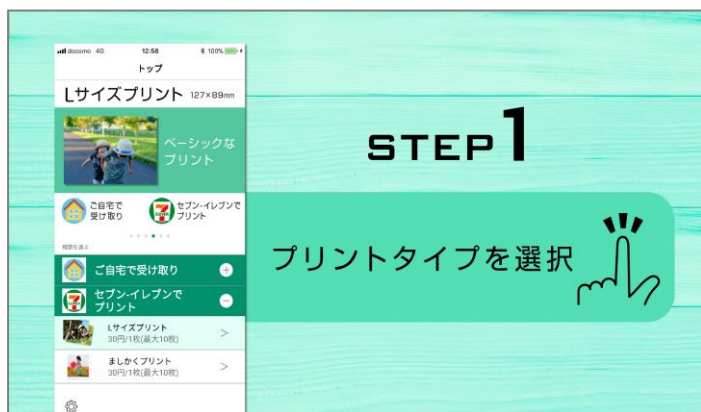 docomo 4G 12:58 100%
トップ
Lサイズプリント 127×89mm
ベーシックな
プリント
ご自宅で
受け取り
セブン-イレブンで
プリント
種類を選ぶ
ご自宅で受け取り
セブン-イレブンで
プリント
Lサイズプリント
30円/1枚(最大10枚)
ましかくプリント
30円/1枚(最大10枚)
STEP1
プリントタイプを選択